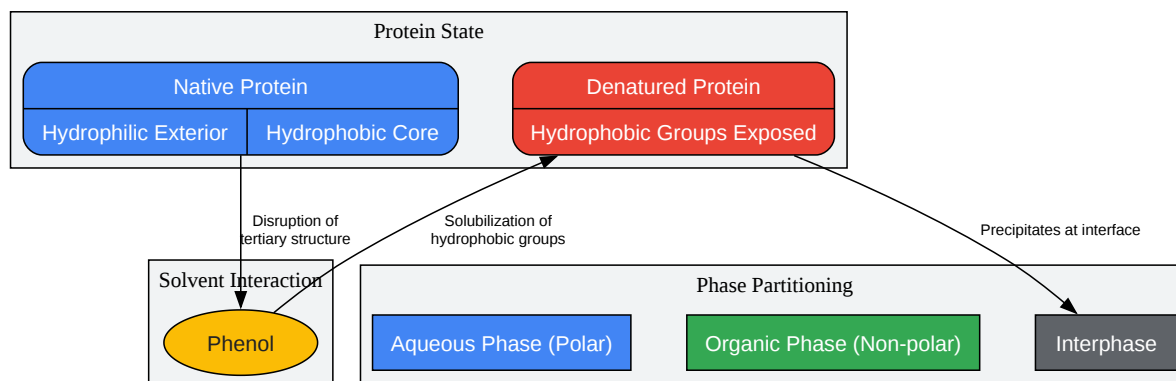 Protein State
Native Protein
Hydrophilic Exterior
Hydrophobic Core
Denatured Protein
Hydrophobic Groups Exposed
Disruption of
tertiary structure
Solubilization of
hydrophobic groups
Precipitates at interface
Solvent Interaction
Phenol
Phase Partitioning
Aqueous Phase (Polar)
Organic Phase (Non-polar)
Interphase